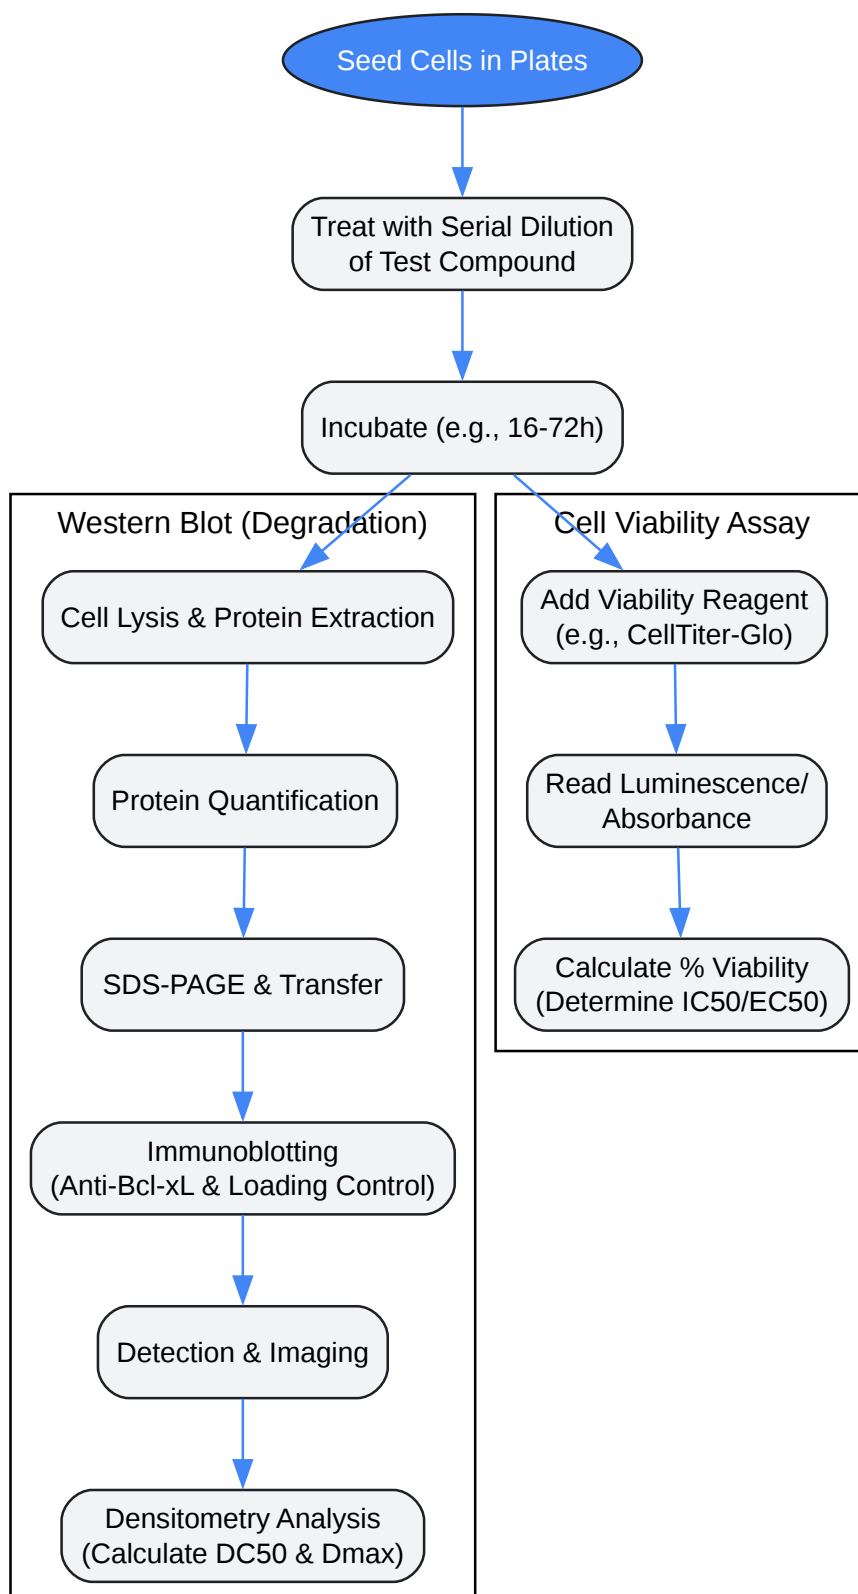 Seed Cells in Plates
Treat with Serial Dilution
of Test Compound
Incubate (e.g., 16-72h)
Western Blot (Degradation)
Cell Lysis & Protein Extraction
Protein Quantification
SDS-PAGE & Transfer
Immunoblotting
(Anti-Bcl-xL & Loading Control)
Detection & Imaging
Densitometry Analysis
(Calculate DC50 & Dmax)
Cell Viability Assay
Add Viability Reagent
(e.g., CellTiter-Glo)
Read Luminescence/
Absorbance
Calculate % Viability
(Determine IC50/EC50)